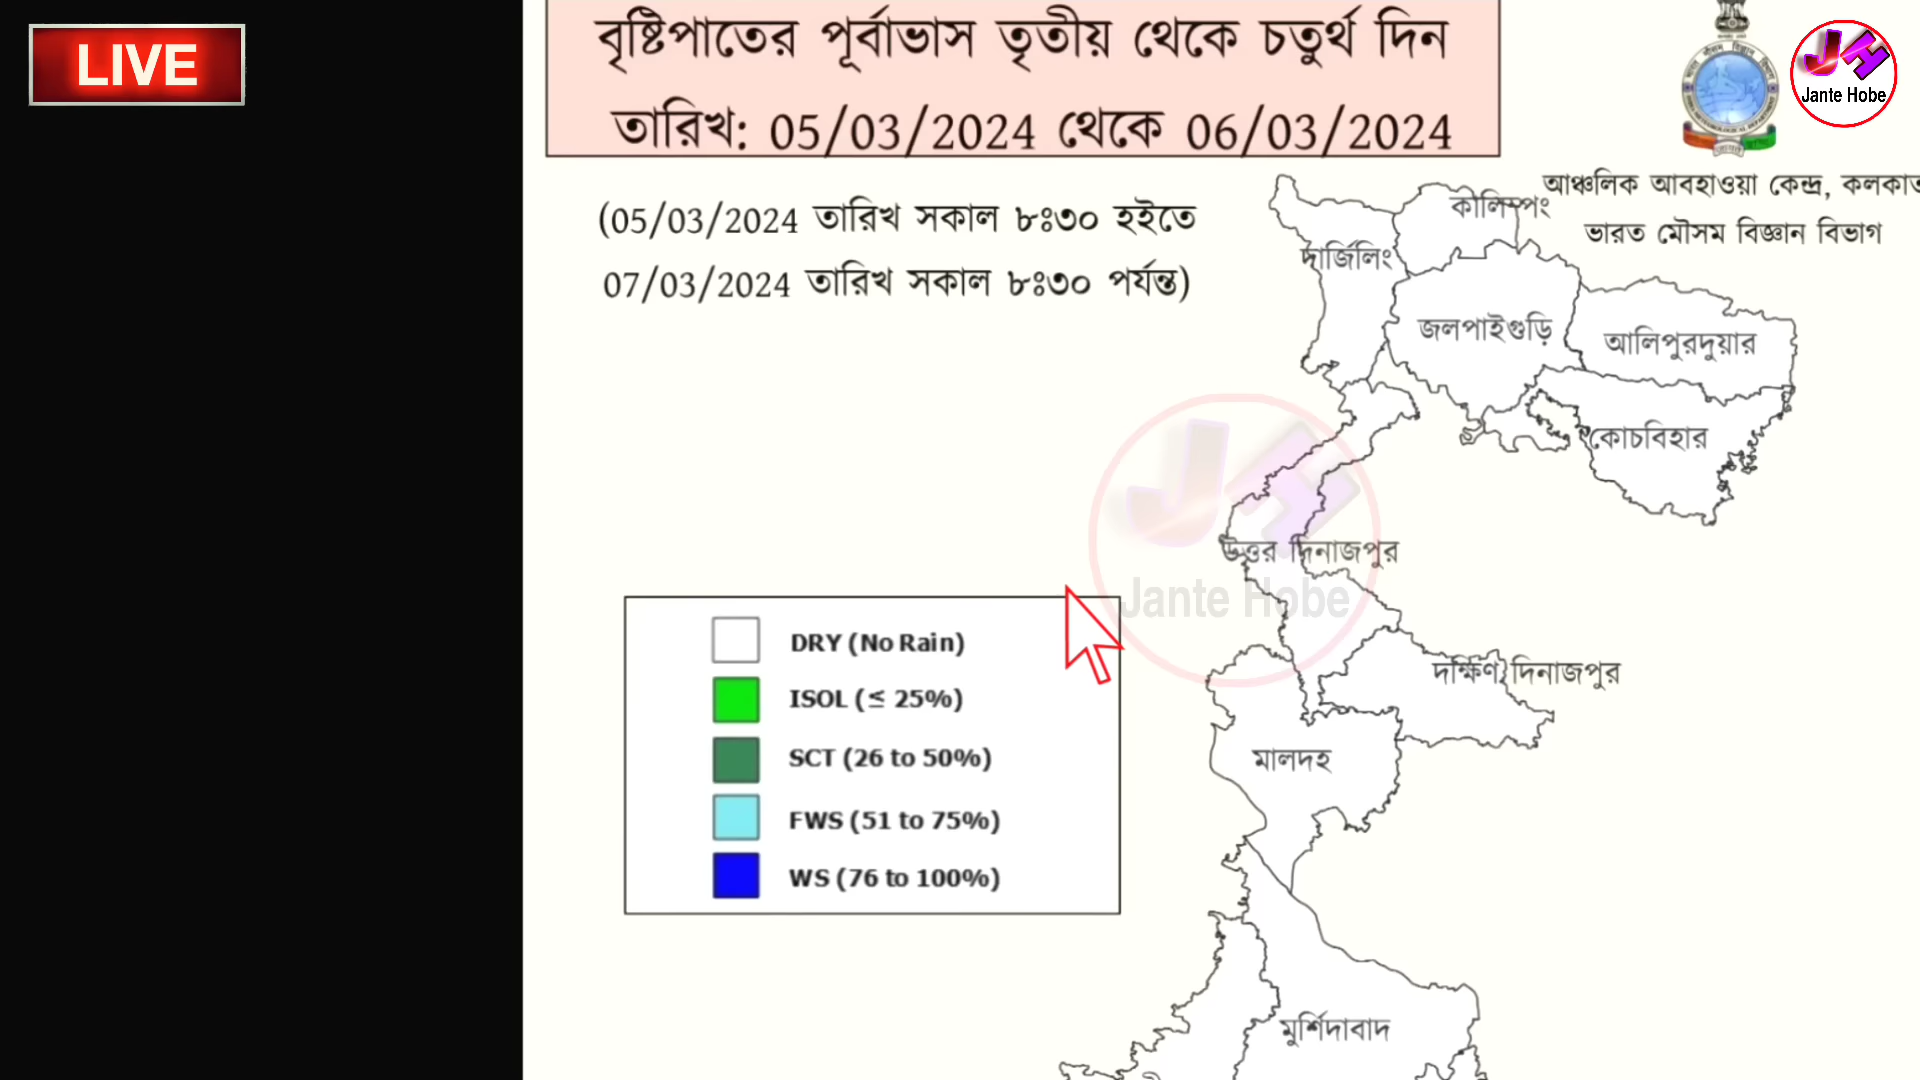 LIVE
বৃষ্টিপাতের পূর্বাভাস তৃতীয় থেকে চতুর্থ দিন
তারিখ: 05/03/2024 থেকে 06/03/2024
JH
Jante Hobe
(05/03/2024 তারিখ সকাল ৮ঃ৩০ হইতে
07/03/2024 তারিখ সকাল ৮ঃ৩০ পর্যন্ত)
আঞ্চলিক আবহাওয়া কেন্দ্র,
ভারত মৌসম বিজ্ঞান বিভাগ
কালিম্পং
দার্জিলিং
জলপাইগুড়ি
আলিপুরদুয়ার
কোচবিহার
JH
উত্তর দিনাজপুর
Jante Hobe
DRY (No Rain)
ISOL (≤ 25%)
SCT (26 to 50%)
FWS (51 to 75%)
WS (76 to 100%)
দক্ষিণ দিনাজপুর
মালদহ
মুর্শিদাবাদ